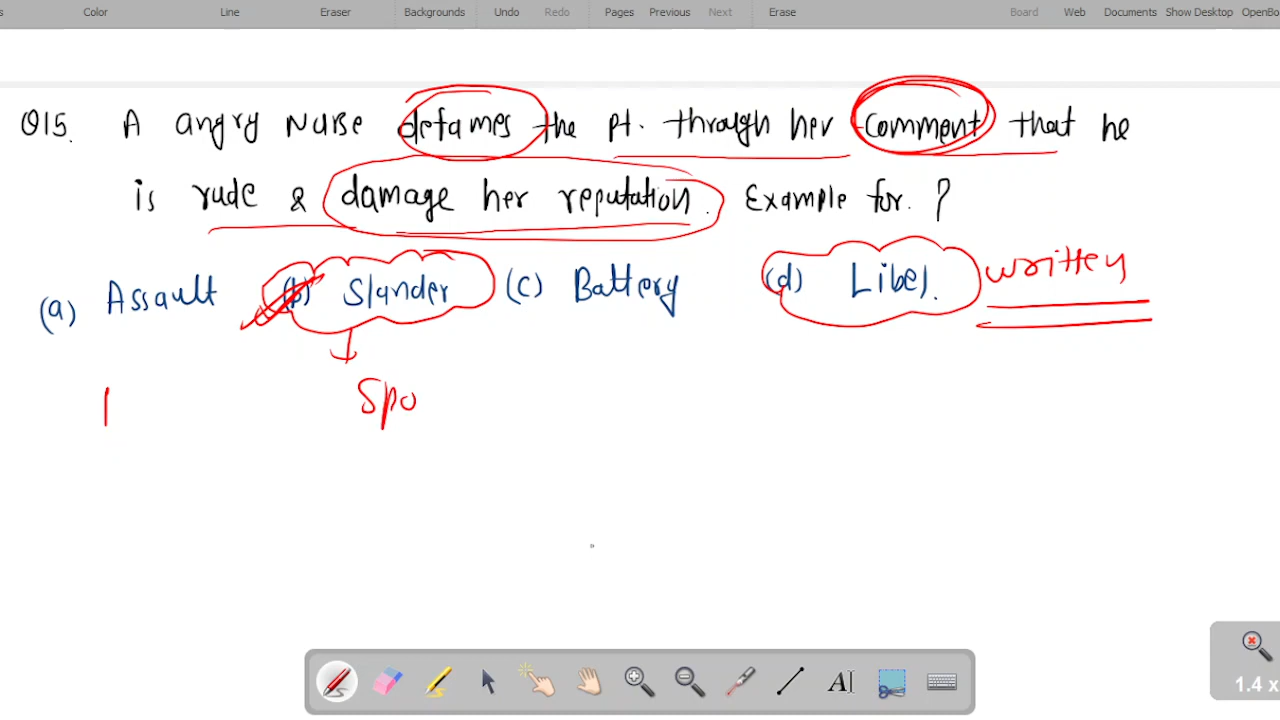 s Color Line Eraser Backgrounds Undo Redo Pages Previous Next Erase Board Web Documents Show Desktop OpenBo
Q15. A angry Nurse defames the pt. through her comment that he
is rude & damage her reputation. Example for. ?
(a) Assault (b) Slander (c) Battery (d) Libel. written
Spo
A
1.4 x